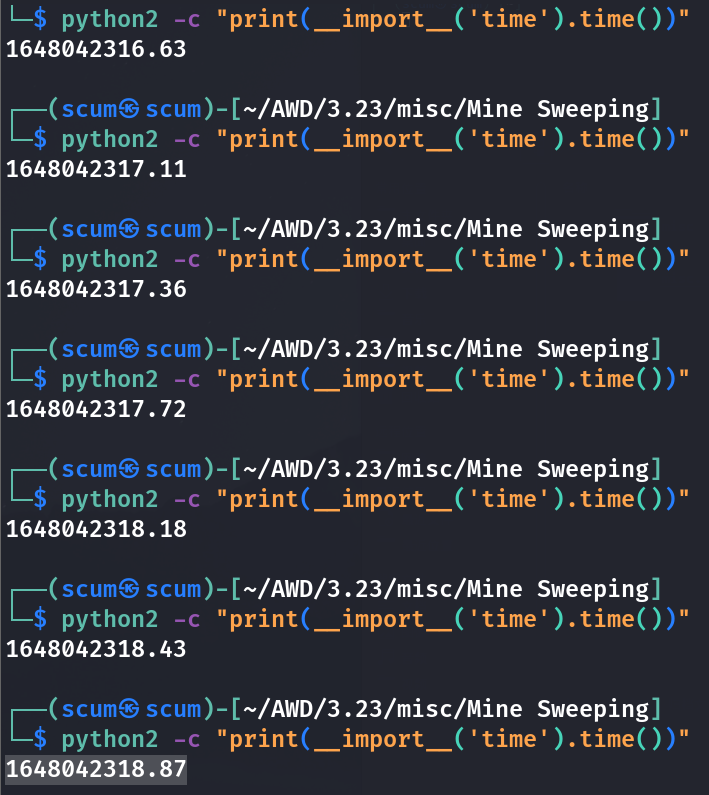 └─$ python2 -c "print(__import__('time').time())"
1648042316.63
┌──(scum㉿scum)-[~/AWD/3.23/misc/Mine Sweeping]
└─$ python2 -c "print(__import__('time').time())"
1648042317.11
┌──(scum㉿scum)-[~/AWD/3.23/misc/Mine Sweeping]
└─$ python2 -c "print(__import__('time').time())"
1648042317.36
┌──(scum㉿scum)-[~/AWD/3.23/misc/Mine Sweeping]
└─$ python2 -c "print(__import__('time').time())"
1648042317.72
┌──(scum㉿scum)-[~/AWD/3.23/misc/Mine Sweeping]
└─$ python2 -c "print(__import__('time').time())"
1648042318.18
┌──(scum㉿scum)-[~/AWD/3.23/misc/Mine Sweeping]
└─$ python2 -c "print(__import__('time').time())"
1648042318.43
┌──(scum㉿scum)-[~/AWD/3.23/misc/Mine Sweeping]
└─$ python2 -c "print(__import__('time').time())"
1648042318.87